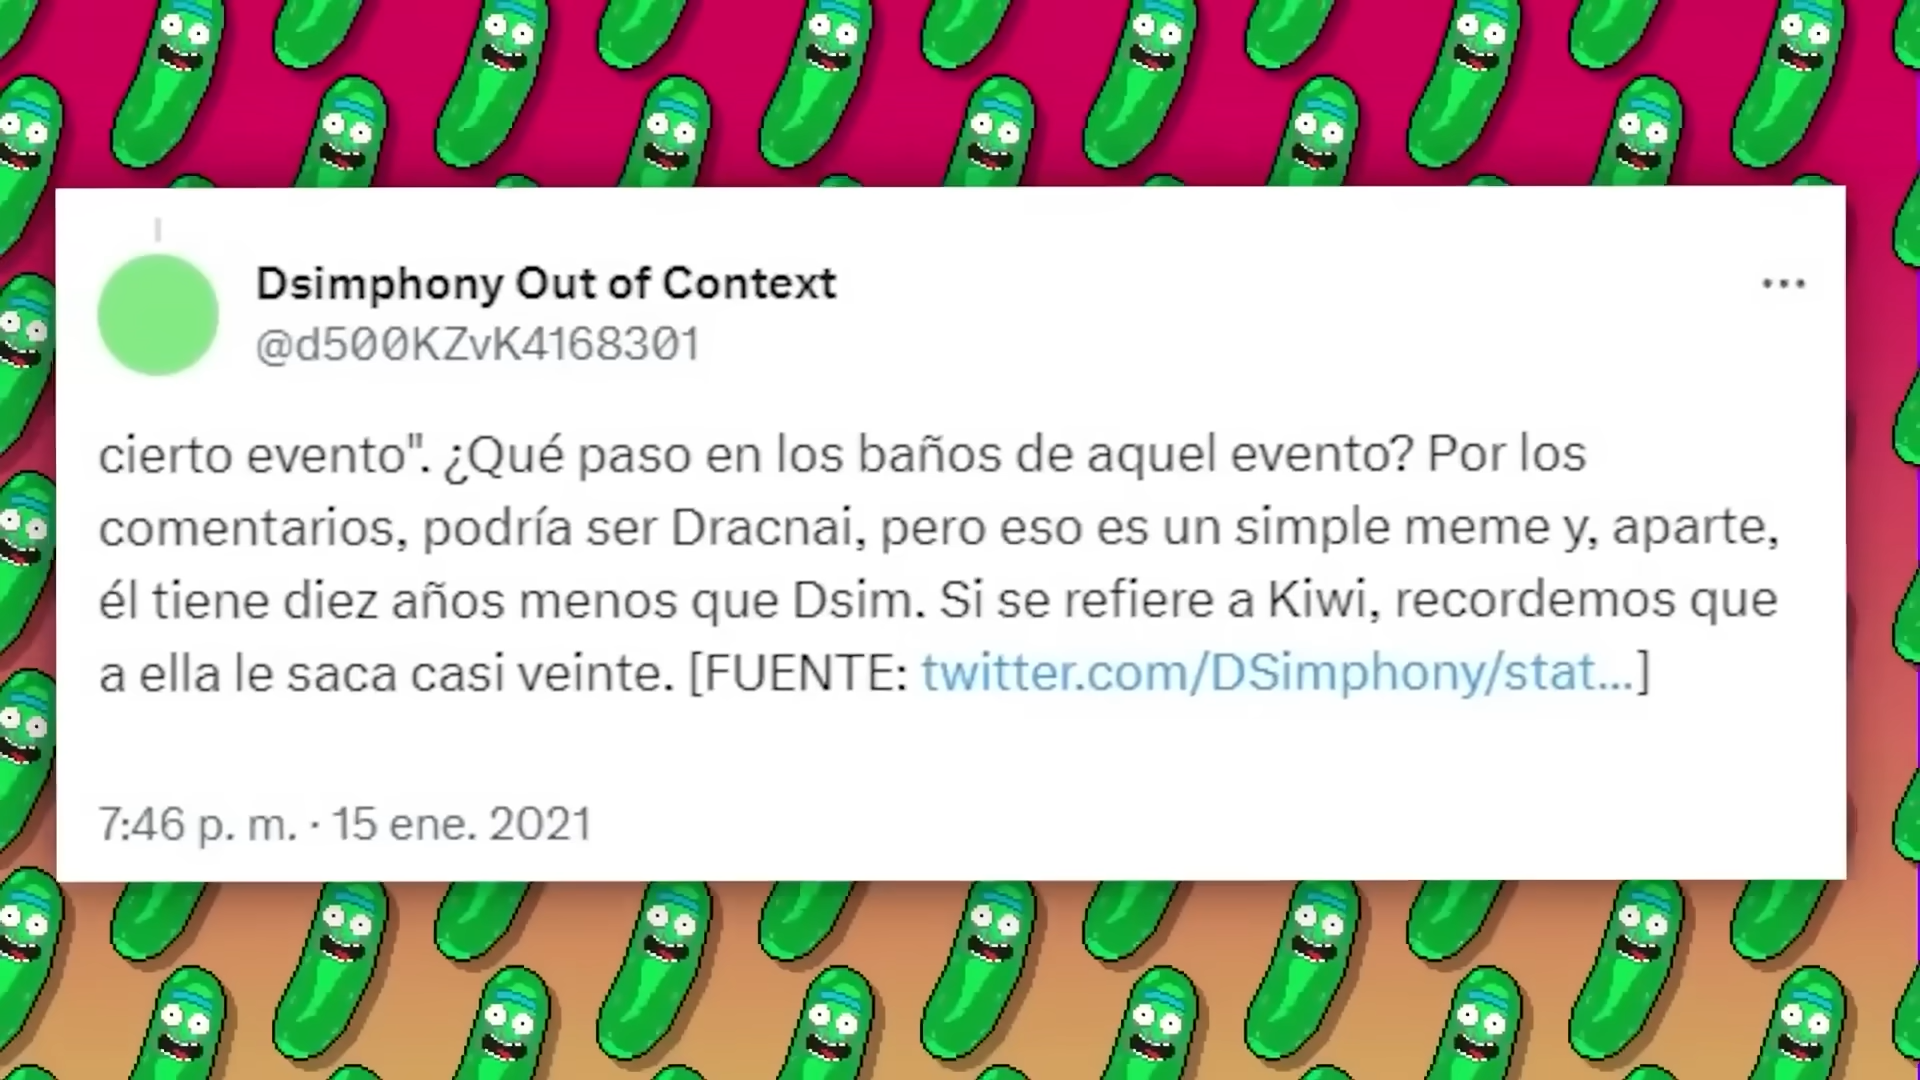 Dsimphony Out of Context
@d500KZvK4168301
cierto evento". ¿Qué paso en los baños de aquel evento? Por los
comentarios, podría ser Dracnai, pero eso es un simple meme y, aparte,
él tiene diez años menos que Dsim. Si se refiere a Kiwi, recordemos que
a ella le saca casi veinte. [FUENTE: twitter.com/DSimphony/stat...]
7:46 p. m. · 15 ene. 2021